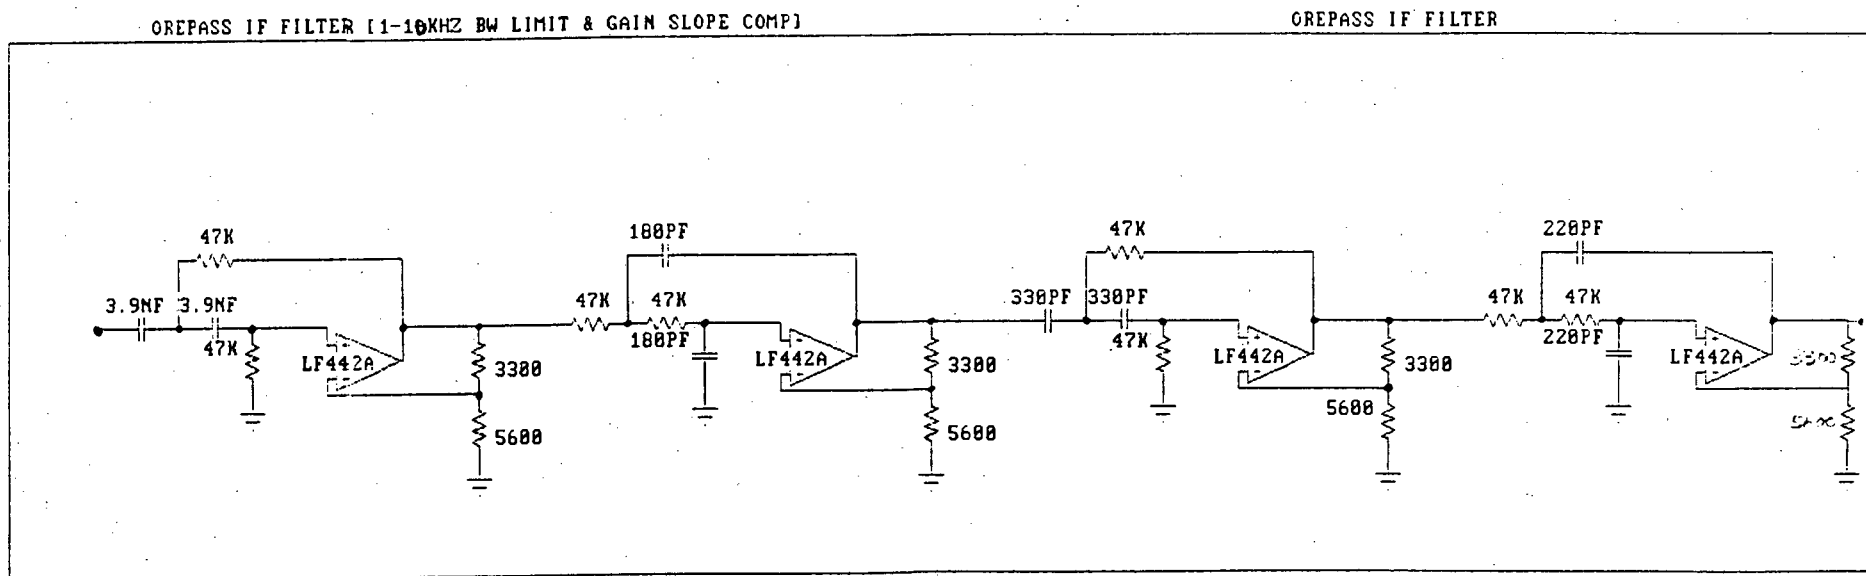 OREPASS IF FILTER [1-10KHZ BW LIMIT & GAIN SLOPE COMP]
OREPASS IF FILTER
47K
3.9NF 3.9NF
47K
LF442A
3300
5600
180PF
47K 47K
180PF
LF442A
3300
5600
47K
330PF 330PF
47K
LF442A
3300
5600
220PF
47K 47K
220PF
LF442A
3300
5600